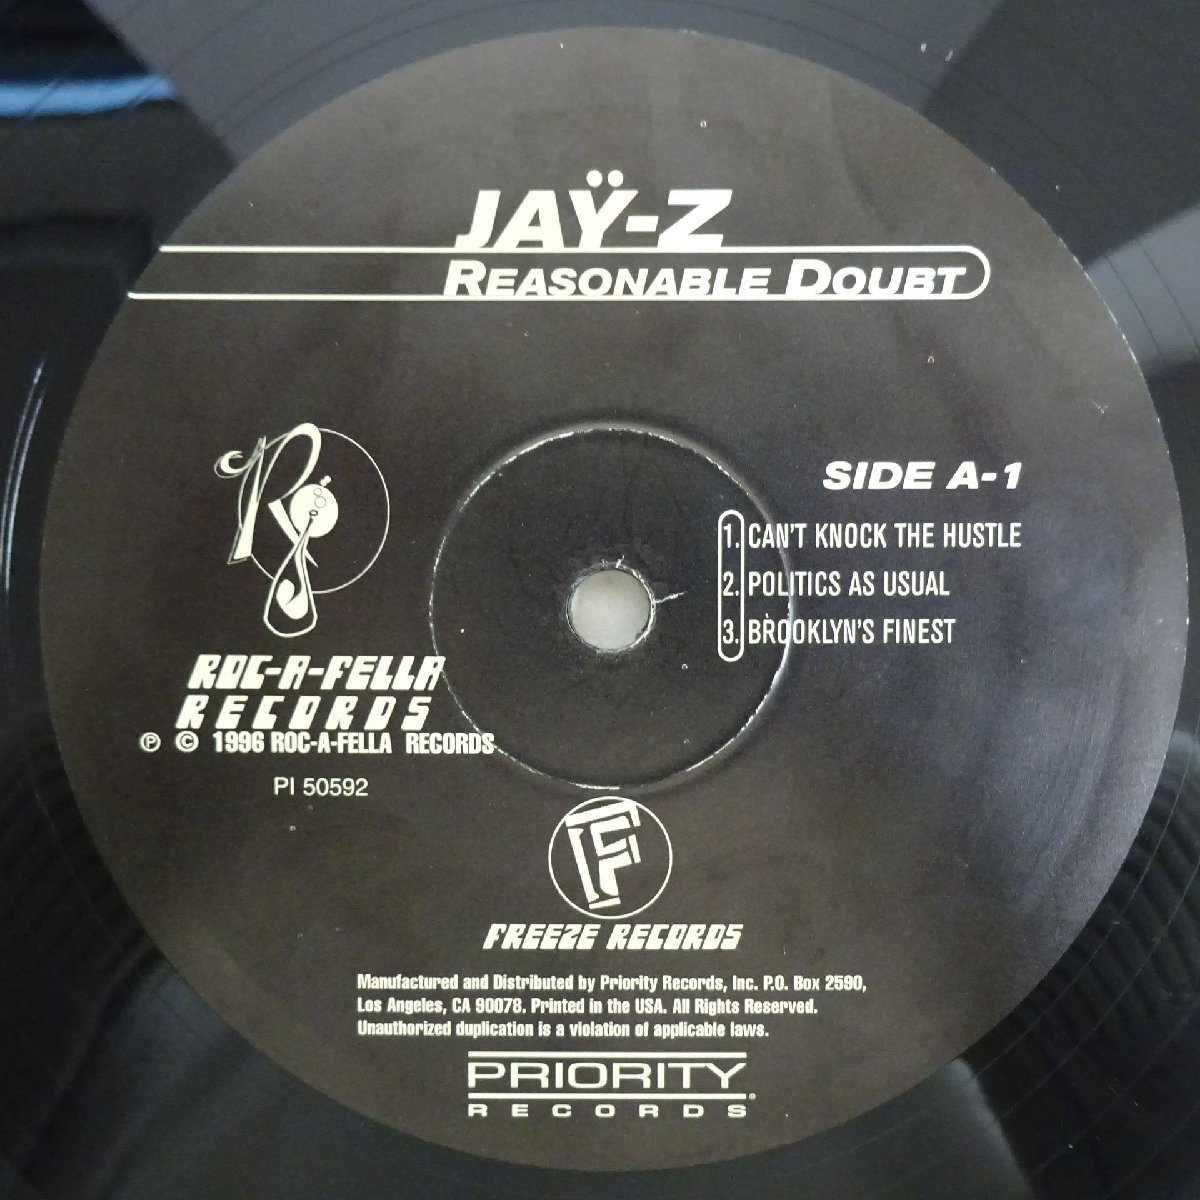 JAŸ-Z
REASONABLE DOUBT
SIDE A-1
1. CAN'T KNOCK THE HUSTLE
2. POLITICS AS USUAL
3. BROOKLYN'S FINEST
ROC-A-FELLA
RECORDS
℗ © 1996 ROC-A-FELLA RECORDS
PI 50592
F
FREEZE RECORDS
Manufactured and Distributed by Priority Records, Inc. P.O. Box 2590,
Los Angeles, CA 90078. Printed in the USA. All Rights Reserved.
Unauthorized duplication is a violation of applicable laws.
PRIORITY
RECORDS